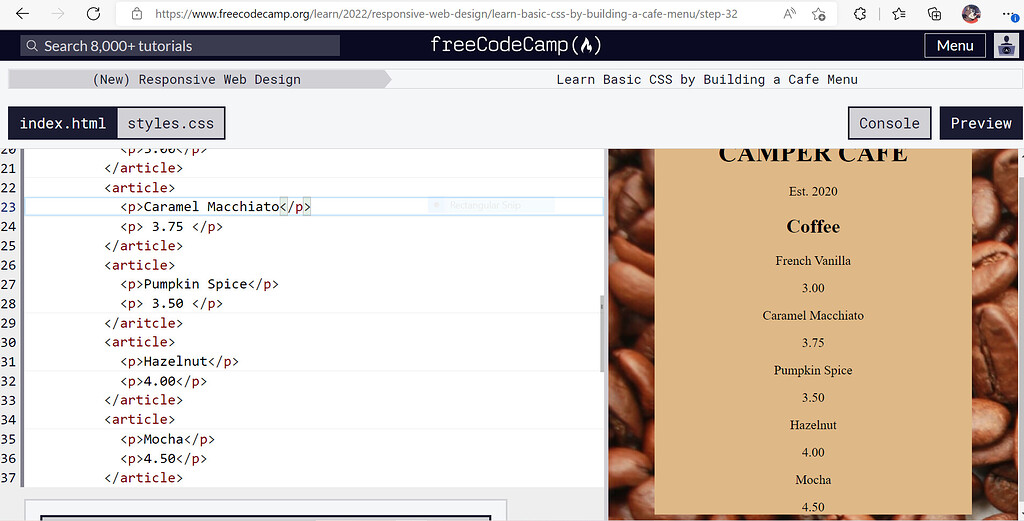 https://www.freecodecamp.org/learn/2022/responsive-web-design/learn-basic-css-by-building-a-cafe-menu/step-32
Search 8,000+ tutorials
freeCodeCamp
Menu
(New) Responsive Web Design
Learn Basic CSS by Building a Cafe Menu
index.html
styles.css
Console
Preview
20 <p>3.00</p>
21 </article>
22 <article>
23 <p>Caramel Macchiato</p>
24 <p> 3.75 </p>
25 </article>
26 <article>
27 <p>Pumpkin Spice</p>
28 <p> 3.50 </p>
29 </aritcle>
30 <article>
31 <p>Hazelnut</p>
32 <p>4.00</p>
33 </article>
34 <article>
35 <p>Mocha</p>
36 <p>4.50</p>
37 </article>
Rectangular Snip
CAMPER CAFE
Est. 2020
Coffee
French Vanilla
3.00
Caramel Macchiato
3.75
Pumpkin Spice
3.50
Hazelnut
4.00
Mocha
4.50